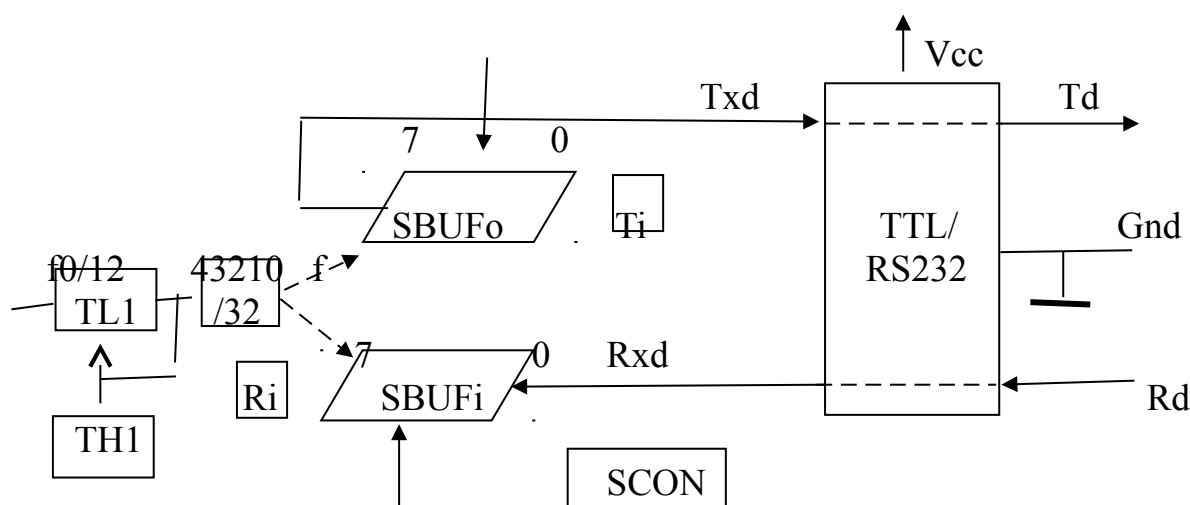 Vcc
Txd Td
7 0
SBUFo Ti TTL/ Gnd
RS232
f0/12 43210 f
TL1 /32
7 0 Rxd
Ri SBUFi Rd
TH1
SCON